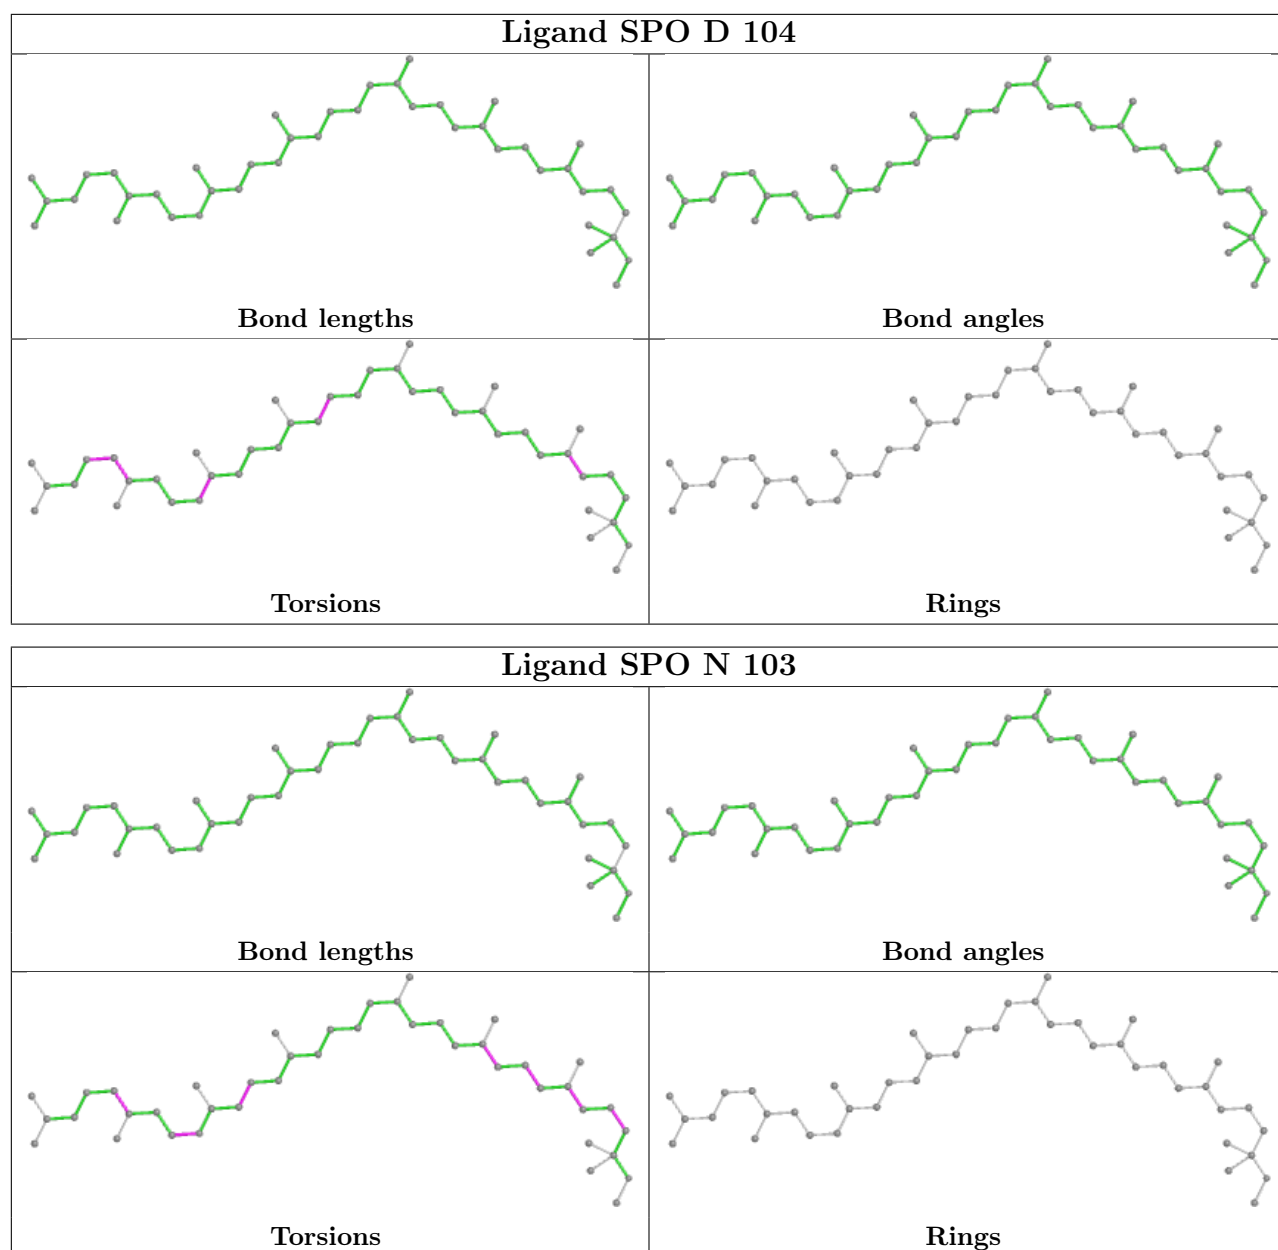 Ligand SPO D 104
Bond lengths
Bond angles
Torsions
Rings
Ligand SPO N 103
Bond lengths
Bond angles
Torsions
Rings